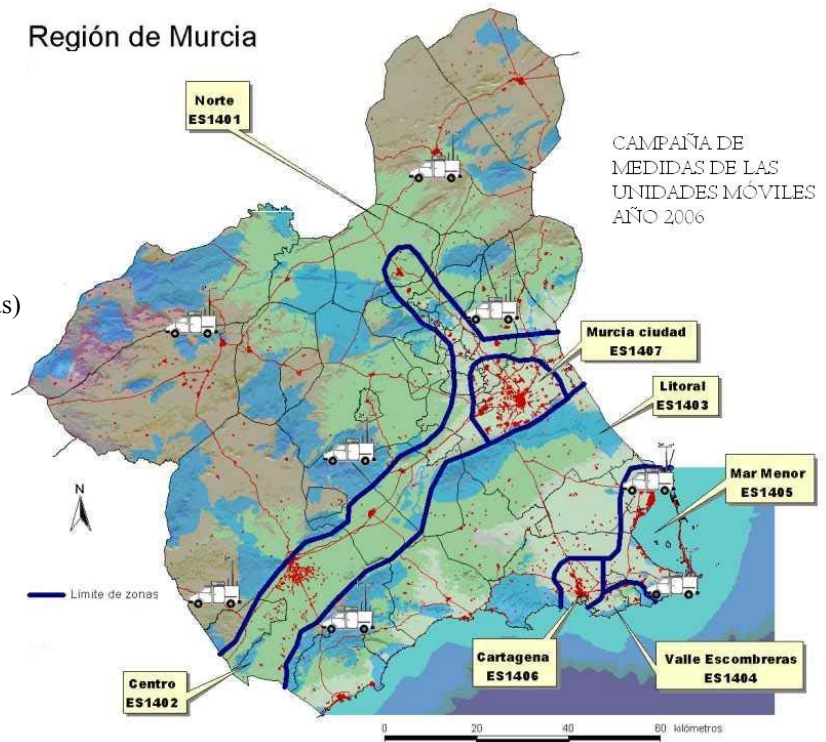 Región de Murcia
Norte
ES1401
CAMPAÑA DE
MEDIDAS DE LAS
UNIDADES MÓVILES
AÑO 2006
as)
Murcia ciudad
ES1407
Litoral
ES1403
Mar Menor
ES1405
N
Límite de zonas
Centro
ES1402
Cartagena
ES1406
Valle Escombreras
ES1404
0 20 40 60 kilómetros